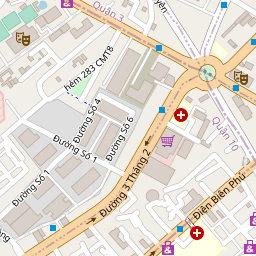 Quận 3
hẻm 283 CMT8
Đường Số 4
Đường Số 6
Đường Số 1
Đường Số 1
Quận 10
Đường 3 Tháng 2
Điện Biên Phủ
ng